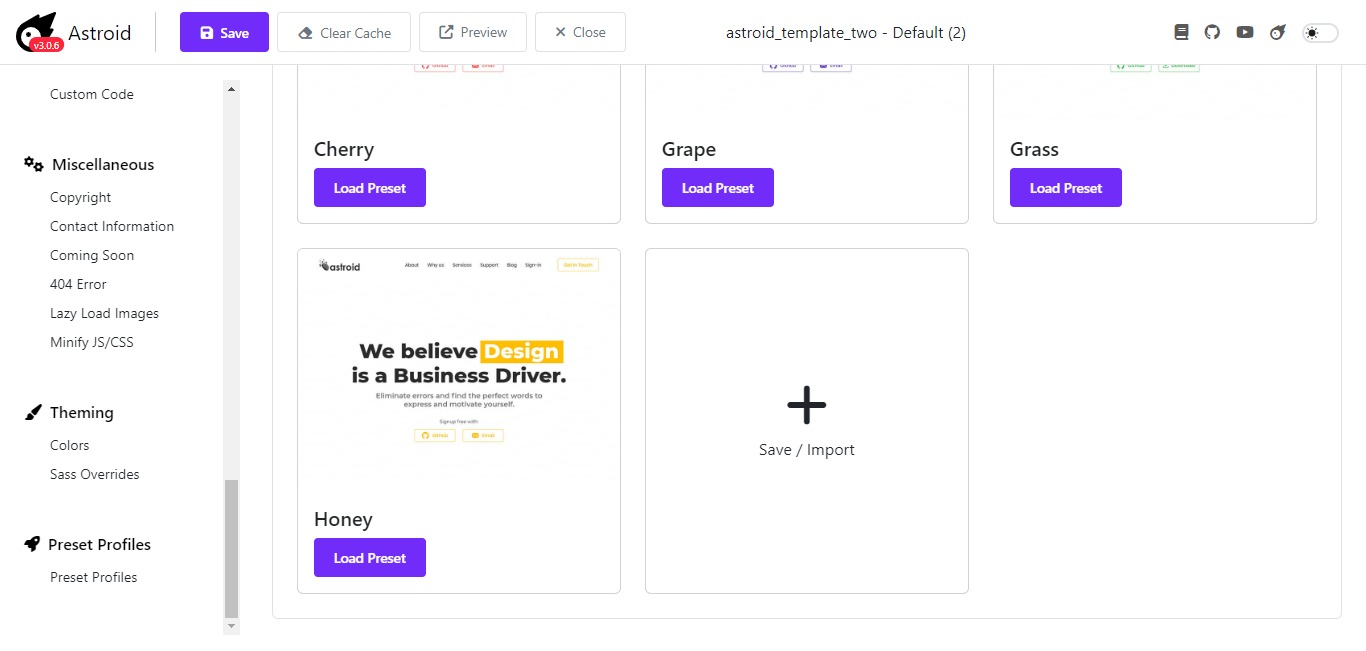 v3.0.6
Astroid
Save
Clear Cache
Preview
Close
astroid_template_two - Default (2)
Custom Code
Miscellaneous
Copyright
Contact Information
Coming Soon
404 Error
Lazy Load Images
Minify JS/CSS
Theming
Colors
Sass Overrides
Preset Profiles
Preset Profiles
Cherry
Load Preset
Grape
Load Preset
Grass
Load Preset
astroid
About Why us Services Support Blog Sign-in Get in Touch
We believe Design
is a Business Driver.
Eliminate errors and find the perfect words to
express and motivate yourself.
Signup free with:
GitHub Email
Honey
Load Preset
Save / Import